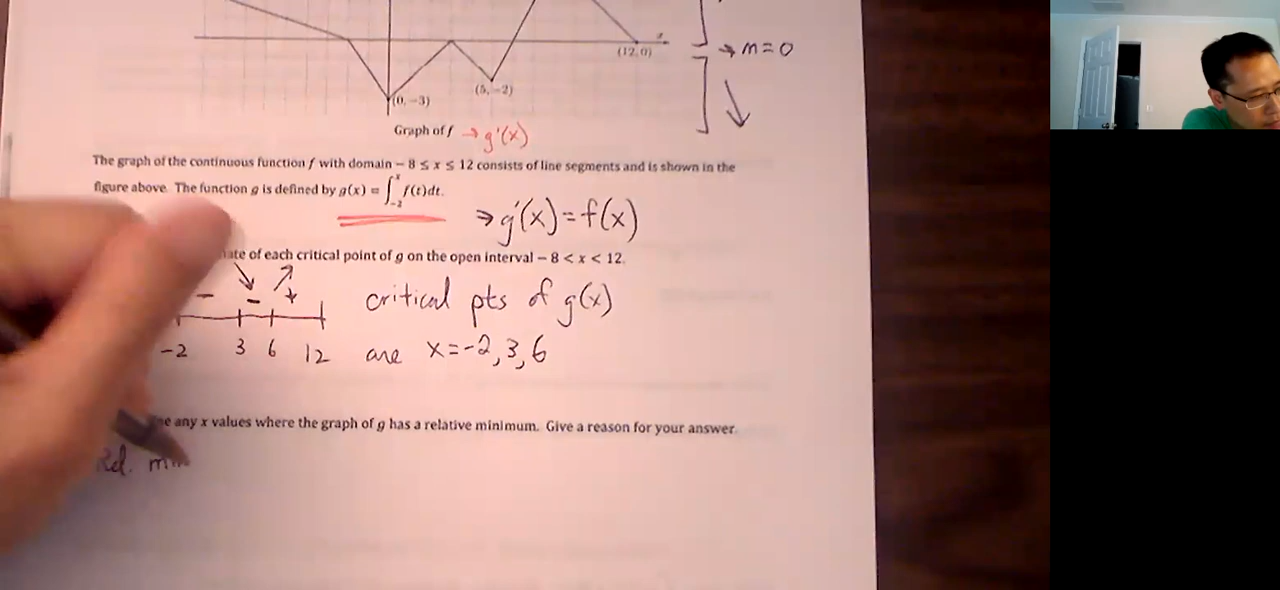 x
(12, 0)
→ m = 0
(5, −2)
(0, −3)
Graph of f → g'(x)
The graph of the continuous function f with domain − 8 ≤ x ≤ 12 consists of line segments and is shown in the
figure above. The function g is defined by g(x) = ∫₋₂ˣ f(t)dt.
⇒ g'(x) = f(x)
of each critical point of g on the open interval − 8 < x < 12.
− − +
critical pts of g(x)
−2 3 6 12
are x = −2, 3, 6
any x values where the graph of g has a relative minimum. Give a reason for your answer.
Rel. min